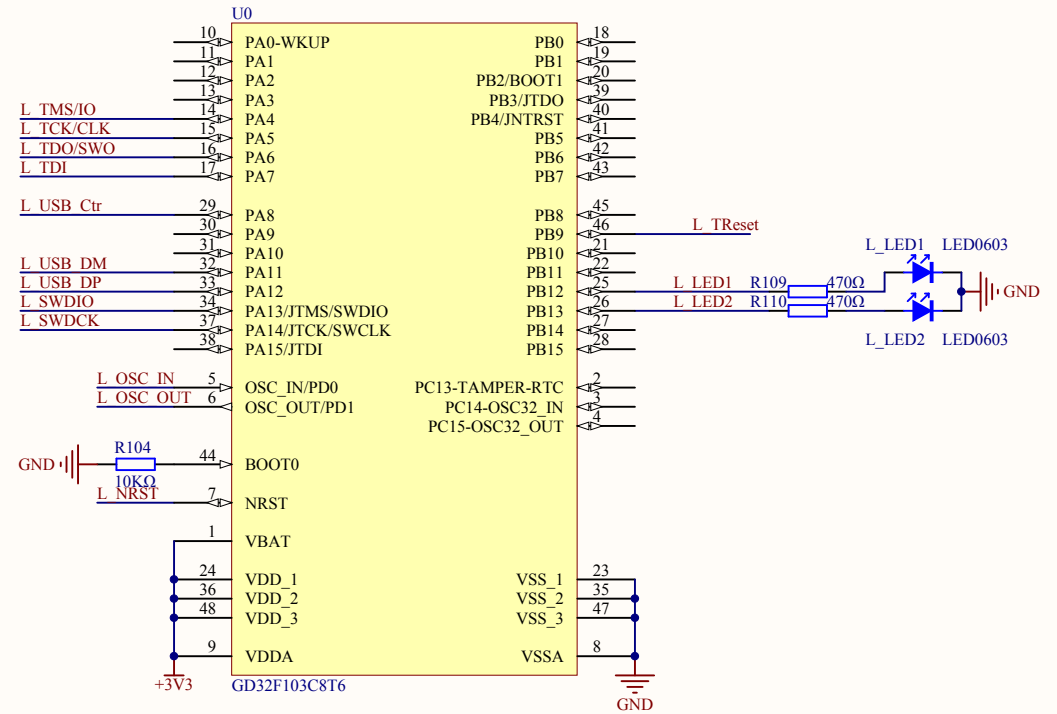 U0
10 PA0-WKUP PB0 18
11 PA1 PB1 19
12 PA2 PB2/BOOT1 20
13 PA3 PB3/JTDO 39
L_TMS/IO 14 PA4 PB4/JNTRST 40
L_TCK/CLK 15 PA5 PB5 41
L_TDO/SWO 16 PA6 PB6 42
L_TDI 17 PA7 PB7 43
L_USB_Ctr 29 PA8 PB8 45
30 PA9 PB9 46 L_TReset
31 PA10 PB10 21
L_USB_DM 32 PA11 PB11 22
L_USB_DP 33 PA12 PB12 25 L_LED1 R109 470Ω
L_SWDIO 34 PA13/JTMS/SWDIO PB13 26 L_LED2 R110 470Ω
L_SWDCK 37 PA14/JTCK/SWCLK PB14 27
38 PA15/JTDI PB15 28
L_LED1 LED0603
GND
L_LED2 LED0603
L_OSC_IN 5 OSC_IN/PD0 PC13-TAMPER-RTC 2
L_OSC_OUT 6 OSC_OUT/PD1 PC14-OSC32_IN 3
PC15-OSC32_OUT 4
R104
GND 44 BOOT0
10KΩ
L_NRST 7 NRST
1 VBAT
24 VDD_1 VSS_1 23
36 VDD_2 VSS_2 35
48 VDD_3 VSS_3 47
9 VDDA VSSA 8
+3V3
GD32F103C8T6
GND